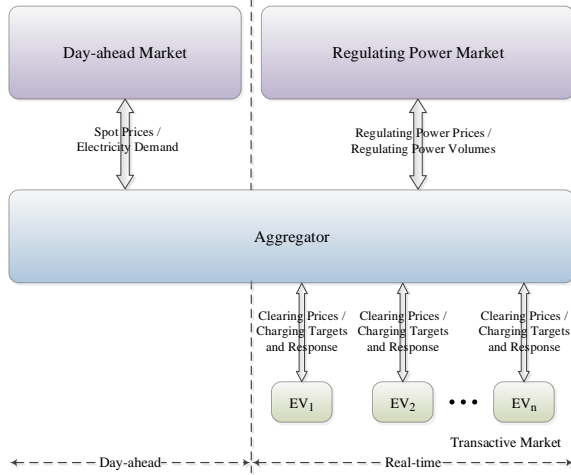 Day-ahead Market
Regulating Power Market
Spot Prices /
Electricity Demand
Regulating Power Prices /
Regulating Power Volumes
Aggregator
Clearing Prices /
Charging Targets
and Response
Clearing Prices /
Charging Targets
and Response
Clearing Prices /
Charging Targets
and Response
EV1
EV2
•••
EVn
Transactive Market
Day-ahead
Real-time